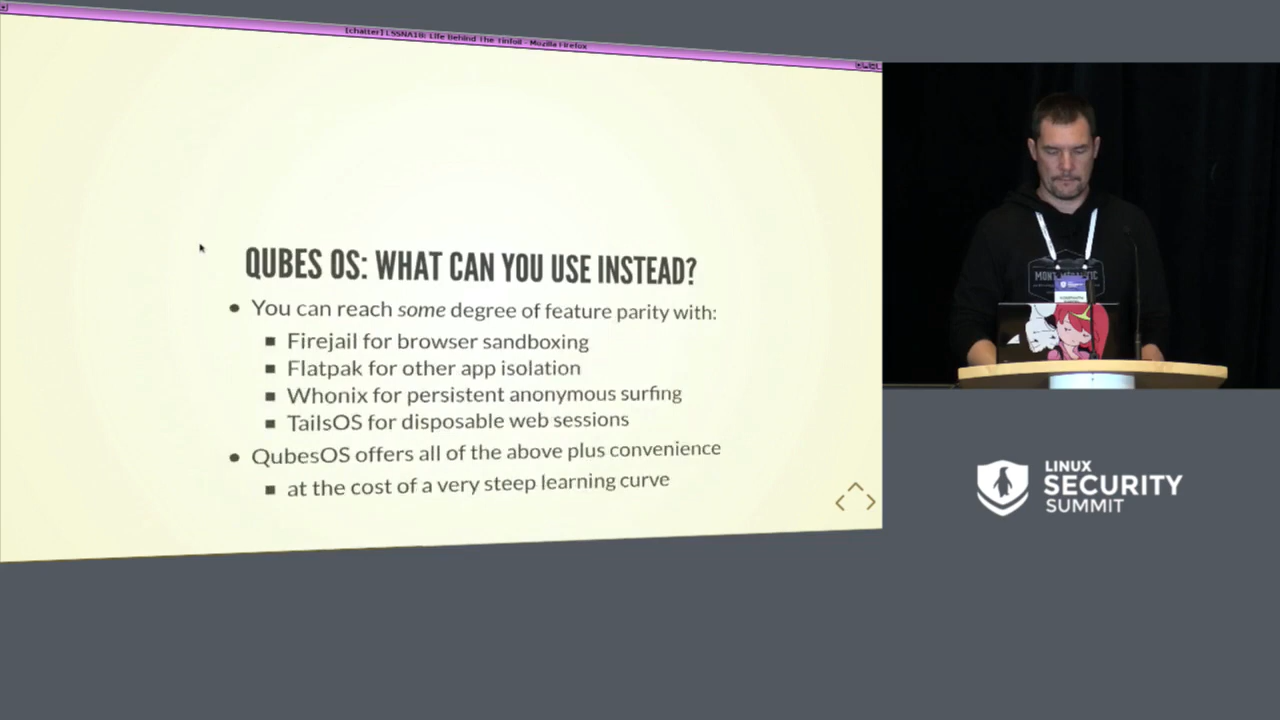 [chatter] LSSNA18: Life Behind The Tinfoil - Mozilla Firefox
QUBES OS: WHAT CAN YOU USE INSTEAD?
You can reach some degree of feature parity with:
Firejail for browser sandboxing
Flatpak for other app isolation
Whonix for persistent anonymous surfing
TailsOS for disposable web sessions
QubesOS offers all of the above plus convenience
at the cost of a very steep learning curve
LINUX
SECURITY
SUMMIT